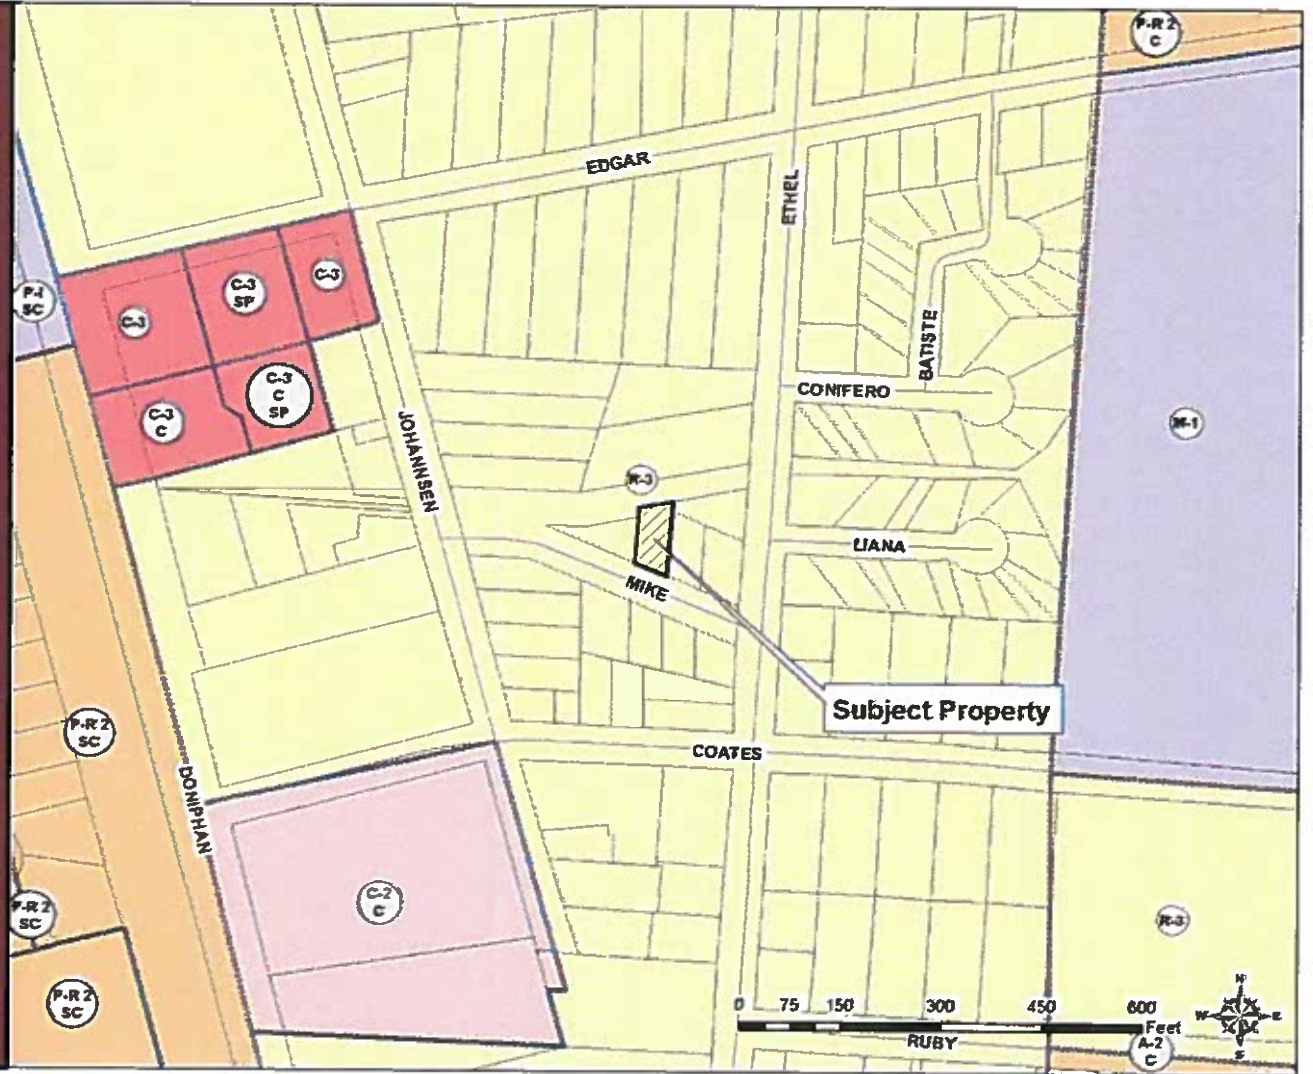 P-R 2
C
EDGAR
ETHEL
C-3
C-3
SP
C-3
P-I
SC
C-3
C
C-3
C
SP
BATISTE
CONIFERO
JOHANNSEN
M-1
R-3
LIANA
MIKE
Subject Property
P-R 2
SC
COATES
DONIPHAN
C-2
C
P-R 2
SC
R-3
P-R 2
SC
0 75 150 300 450 600
Feet
N
W E
S
RUBY
A-2
C